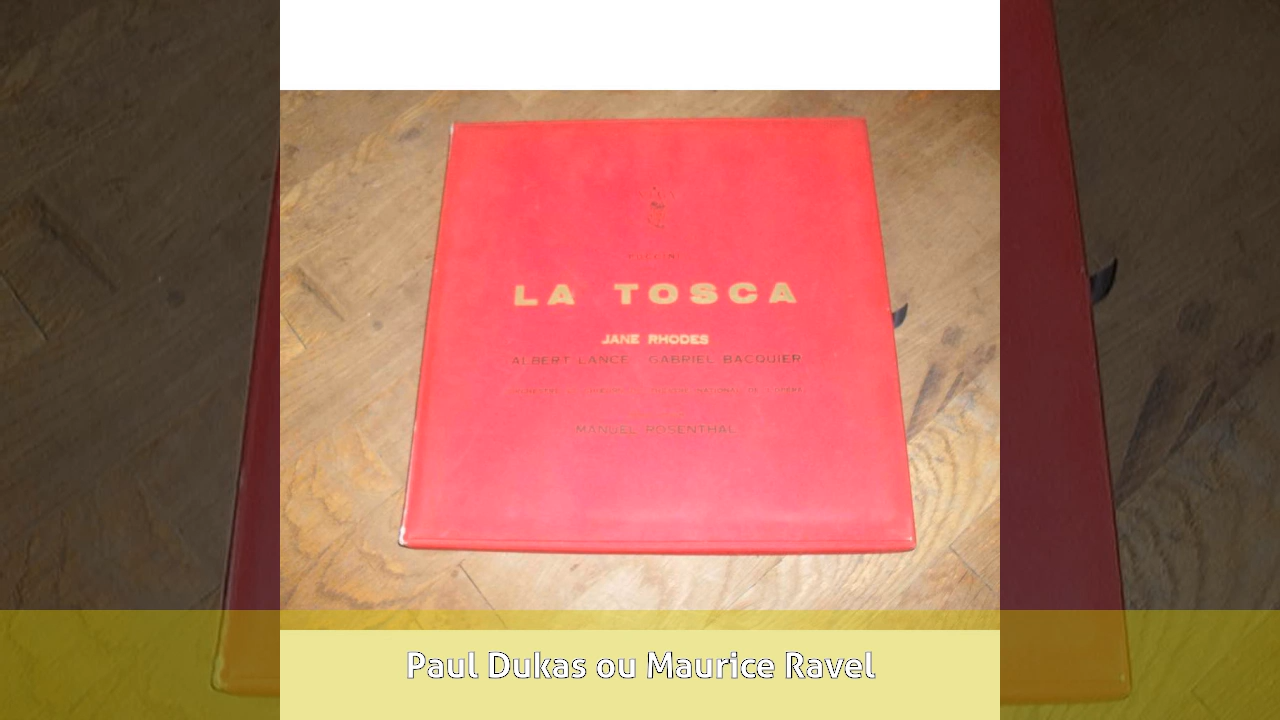 PUCCINI
LA TOSCA
JANE RHODES
ALBERT LANCE GABRIEL BACQUIER
MANUEL ROSENTHAL
Paul Dukas ou Maurice Ravel